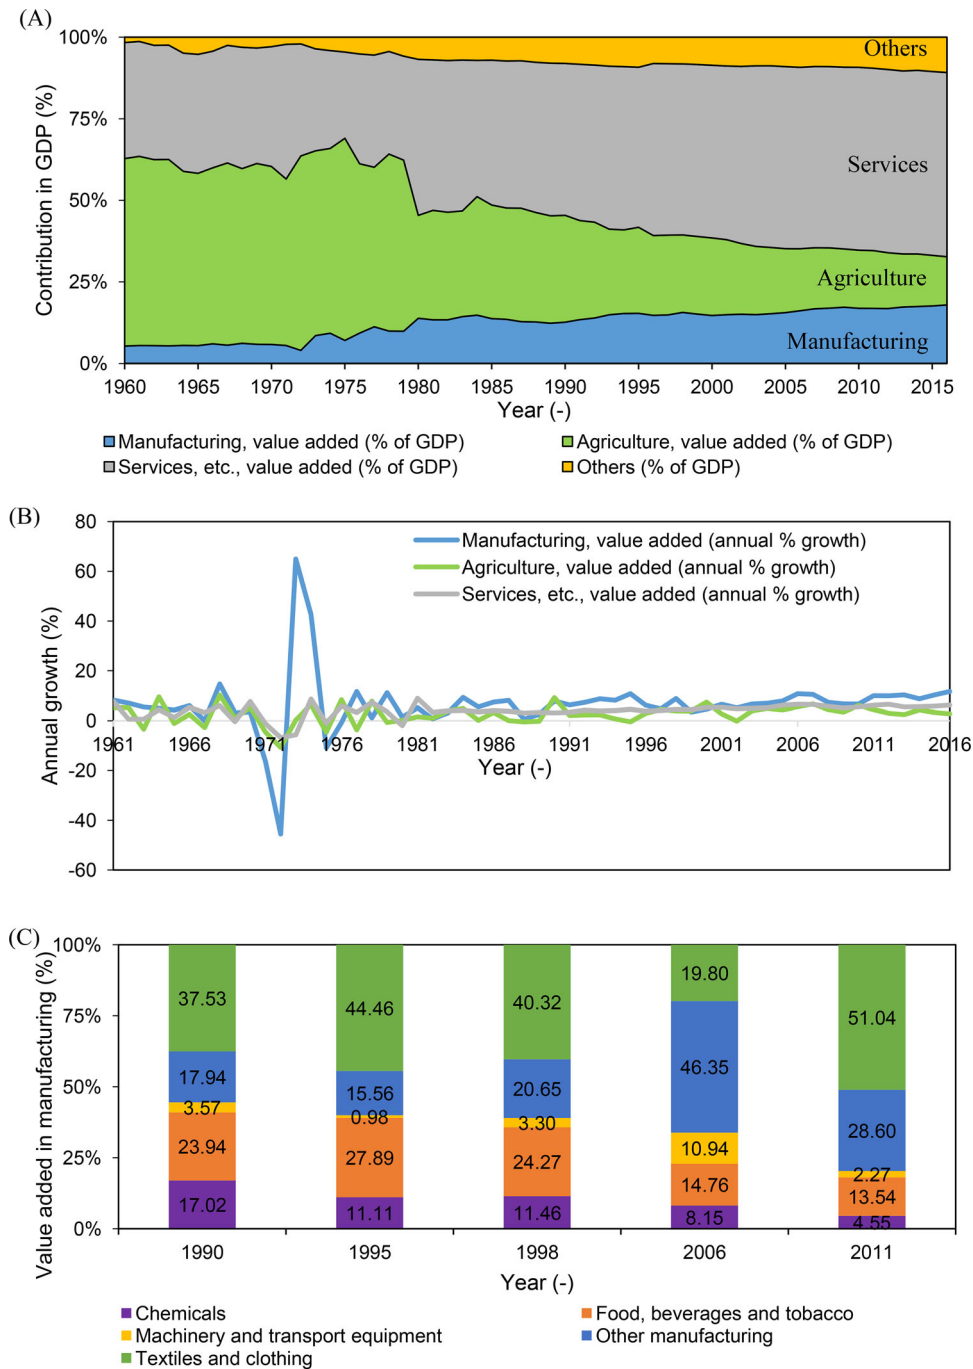 (A)
100%
75%
50%
25%
0%
Contribution in GDP (%)
Others
Services
Agriculture
Manufacturing
1960 1965 1970 1975 1980 1985 1990 1995 2000 2005 2010 2015
Year (-)
Manufacturing, value added (% of GDP) Agriculture, value added (% of GDP)
Services, etc., value added (% of GDP) Others (% of GDP)
(B)
80
60
40
20
0
-20
-40
-60
Annual growth (%)
Manufacturing, value added (annual % growth)
Agriculture, value added (annual % growth)
Services, etc., value added (annual % growth)
1961 1966 1971 1976 1981 1986 1991 1996 2001 2006 2011 2016
Year (-)
(C)
100%
75%
50%
25%
0%
Value added in manufacturing (%)
37.53 44.46 40.32 19.80 51.04
17.94 15.56 20.65 46.35 28.60
3.57 0.98 3.30 10.94 2.27
23.94 27.89 24.27 14.76 13.54
17.02 11.11 11.46 8.15 4.55
1990 1995 1998 2006 2011
Year (-)
Chemicals Food, beverages and tobacco
Machinery and transport equipment Other manufacturing
Textiles and clothing